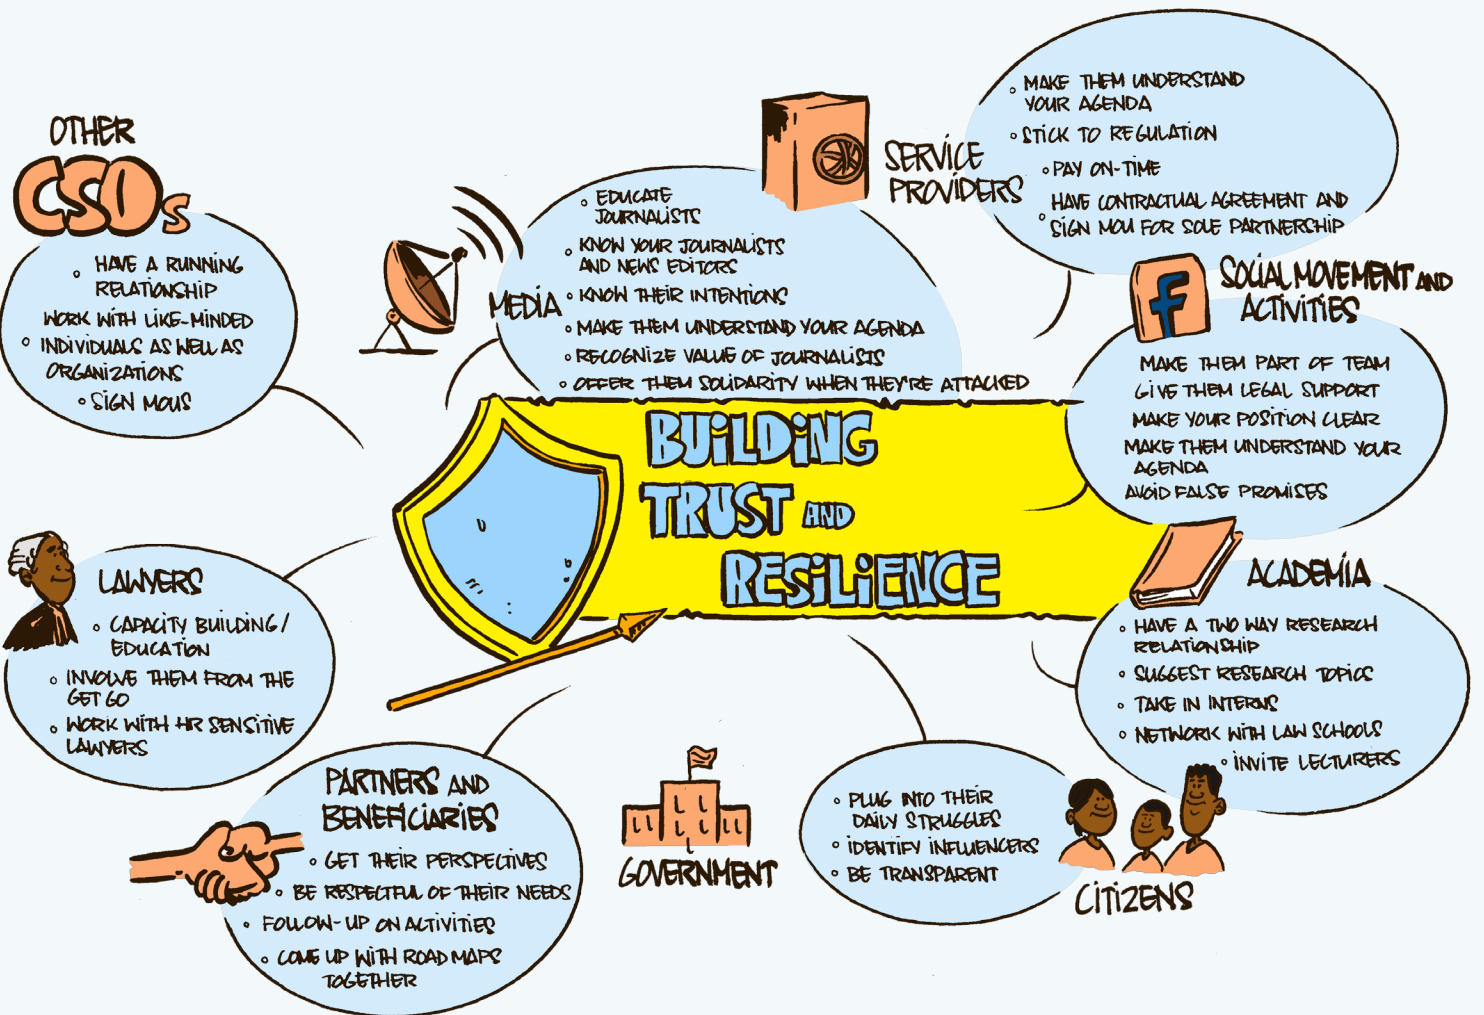 OTHER
CSOs
HAVE A RUNNING
RELATIONSHIP
WORK WITH LIKE-MINDED
INDIVIDUALS AS WELL AS
ORGANIZATIONS
SIGN MOUS
MEDIA
EDUCATE
JOURNALISTS
KNOW YOUR JOURNALISTS
AND NEWS EDITORS
KNOW THEIR INTENTIONS
MAKE THEM UNDERSTAND YOUR AGENDA
RECOGNIZE VALUE OF JOURNALISTS
OFFER THEM SOLIDARITY WHEN THEY'RE ATTACKED
SERVICE
PROVIDERS
MAKE THEM UNDERSTAND
YOUR AGENDA
STICK TO REGULATION
PAY ON-TIME
HAVE CONTRACTUAL AGREEMENT AND
SIGN MOU FOR SOLE PARTNERSHIP
f
SOCIAL MOVEMENT AND
ACTIVITIES
MAKE THEM PART OF TEAM
GIVE THEM LEGAL SUPPORT
MAKE YOUR POSITION CLEAR
MAKE THEM UNDERSTAND YOUR
AGENDA
AVOID FALSE PROMISES
BUILDING
TRUST AND
RESILIENCE
LAWYERS
CAPACITY BUILDING/
EDUCATION
INVOLVE THEM FROM THE
GET GO
WORK WITH HR SENSITIVE
LAWYERS
ACADEMIA
HAVE A TWO WAY RESEARCH
RELATIONSHIP
SUGGEST RESEARCH TOPICS
TAKE IN INTERNS
NETWORK WITH LAW SCHOOLS
INVITE LECTURERS
PARTNERS AND
BENEFICIARIES
GET THEIR PERSPECTIVES
BE RESPECTFUL OF THEIR NEEDS
FOLLOW-UP ON ACTIVITIES
COME UP WITH ROAD MAPS
TOGETHER
GOVERNMENT
PLUG INTO THEIR
DAILY STRUGGLES
IDENTIFY INFLUENCERS
BE TRANSPARENT
CITIZENS